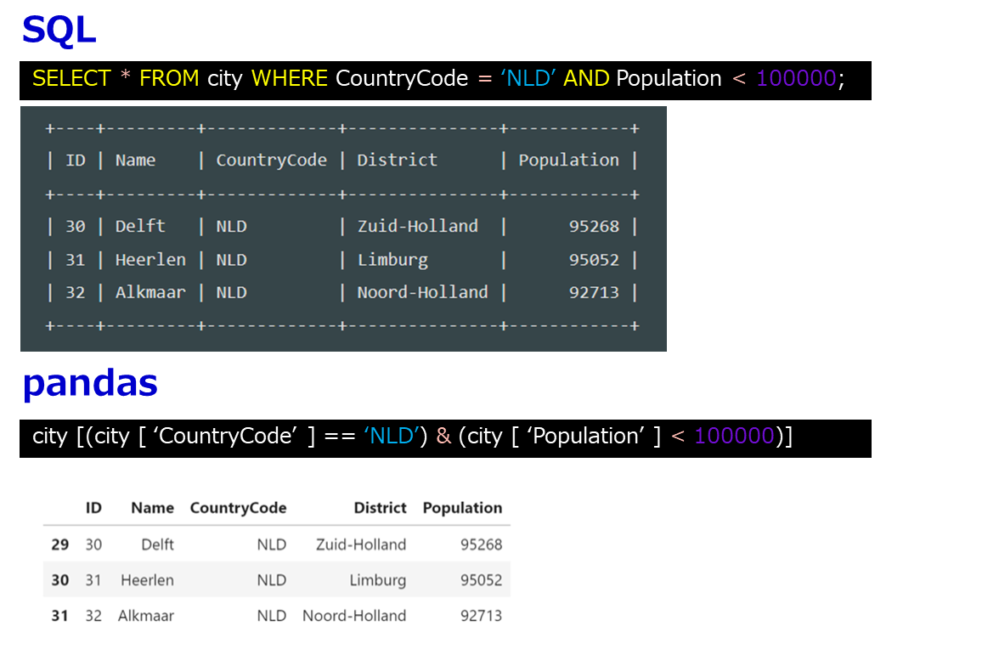 SQL
SELECT * FROM city WHERE CountryCode = ‘NLD’ AND Population < 100000;
+----+---------+-------------+---------------+------------+
| ID | Name    | CountryCode | District      | Population |
+----+---------+-------------+---------------+------------+
| 30 | Delft   | NLD         | Zuid-Holland  |      95268 |
| 31 | Heerlen | NLD         | Limburg       |      95052 |
| 32 | Alkmaar | NLD         | Noord-Holland |      92713 |
+----+---------+-------------+---------------+------------+
pandas
city [(city [ ‘CountryCode’ ] == ‘NLD’) & (city [ ‘Population’ ] < 100000)]
ID Name CountryCode District Population
29 30 Delft NLD Zuid-Holland 95268
30 31 Heerlen NLD Limburg 95052
31 32 Alkmaar NLD Noord-Holland 92713